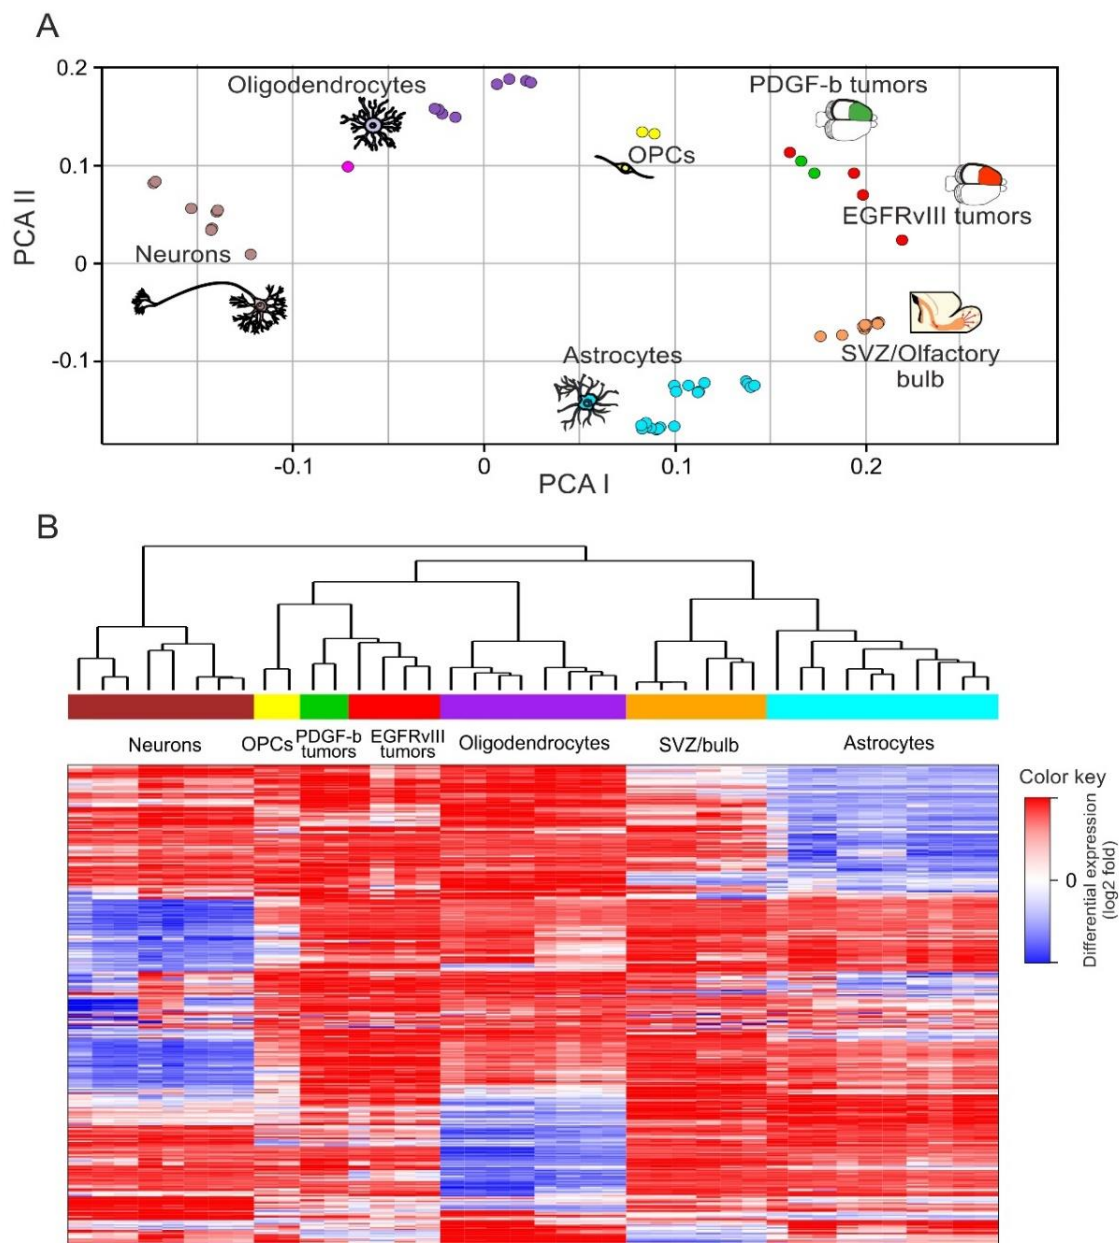 A
0.2
Oligodendrocytes
PDGF-b tumors
OPCs
0.1
EGFRvIII tumors
PCA II
Neurons
0
SVZ/Olfactory
bulb
Astrocytes
-0.1
-0.1
0
0.1
0.2
PCA I
B
Neurons
OPCs
PDGF-b
tumors
EGFRvIII
tumors
Oligodendrocytes
SVZ/bulb
Astrocytes
Color key
0
Differential expression
(log2 fold)